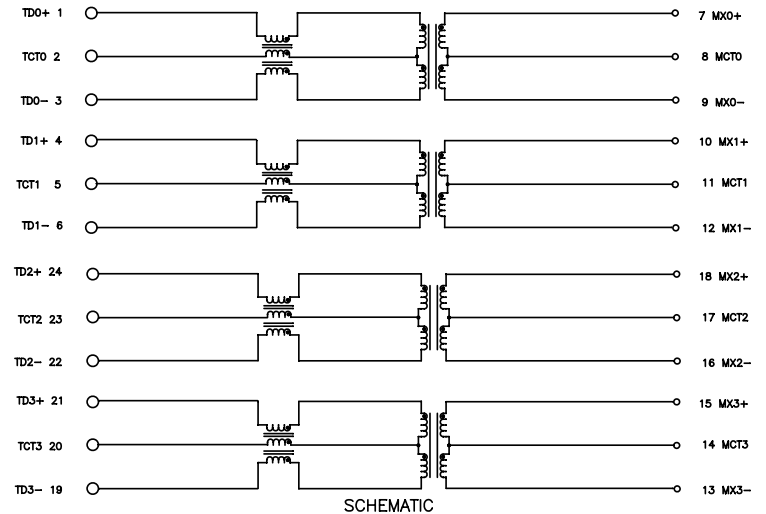 TD0+ 1 7 MX0+
TCT0 2 8 MCT0
TD0- 3 9 MX0-
TD1+ 4 10 MX1+
TCT1 5 11 MCT1
TD1- 6 12 MX1-
TD2+ 24 18 MX2+
TCT2 23 17 MCT2
TD2- 22 16 MX2-
TD3+ 21 15 MX3+
TCT3 20 14 MCT3
TD3- 19 13 MX3-
SCHEMATIC